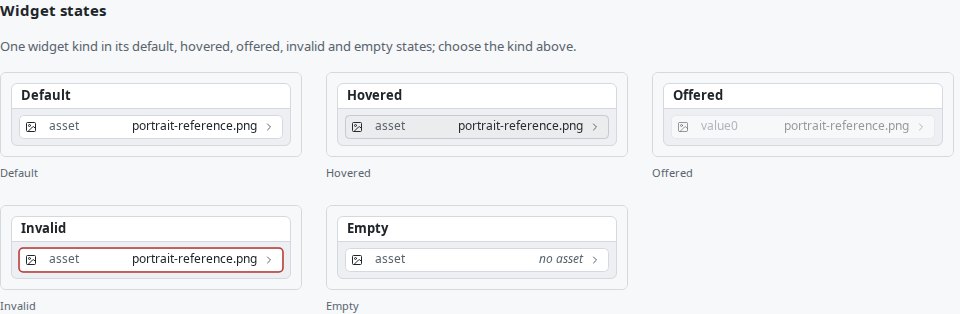 Widget states
One widget kind in its default, hovered, offered, invalid and empty states; choose the kind above.
Default
asset portrait-reference.png
Default
Hovered
asset portrait-reference.png
Hovered
Offered
value0 portrait-reference.png
Offered
Invalid
asset portrait-reference.png
Invalid
Empty
asset no asset
Empty